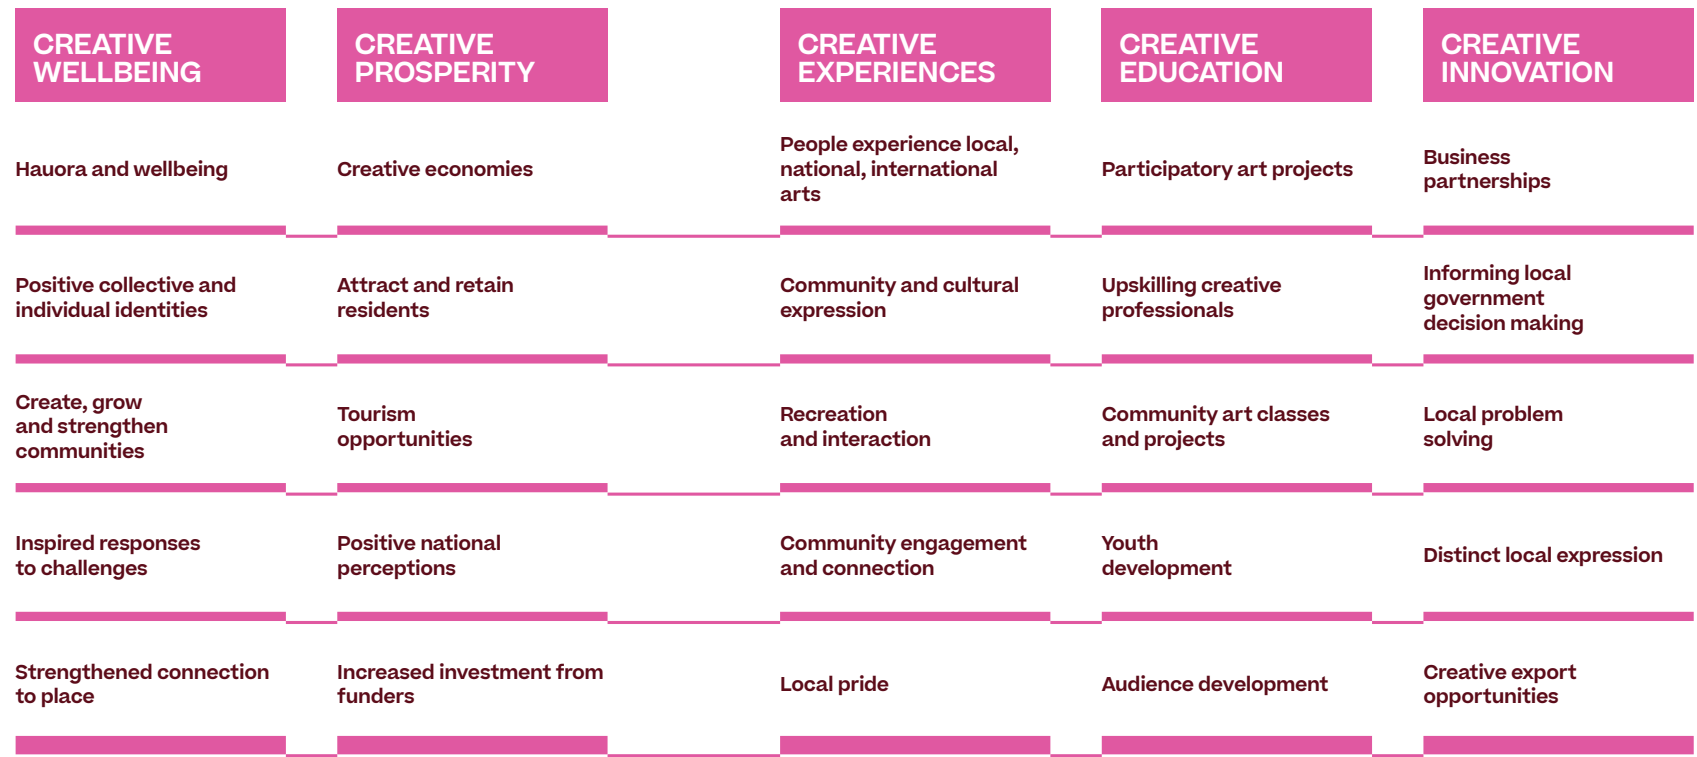 CREATIVE
WELLBEING
Hauora and wellbeing
Positive collective and
individual identities
Create, grow
and strengthen
communities
Inspired responses
to challenges
Strengthened connection
to place
CREATIVE
PROSPERITY
Creative economies
Attract and retain
residents
Tourism
opportunities
Positive national
perceptions
Increased investment from
funders
CREATIVE
EXPERIENCES
People experience local,
national, international
arts
Community and cultural
expression
Recreation
and interaction
Community engagement
and connection
Local pride
CREATIVE
EDUCATION
Participatory art projects
Upskilling creative
professionals
Community art classes
and projects
Youth
development
Audience development
CREATIVE
INNOVATION
Business
partnerships
Informing local
government
decision making
Local problem
solving
Distinct local expression
Creative export
opportunities